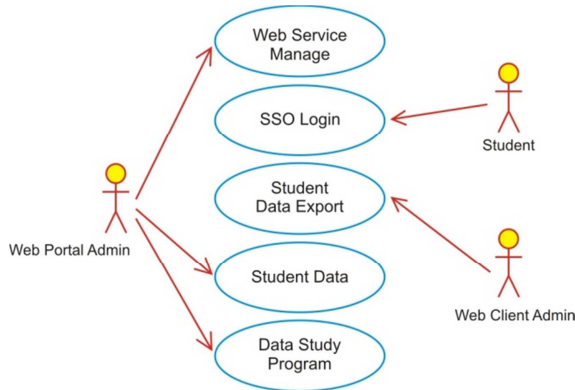 Web Service
Manage
SSO Login
Student
Student
Data Export
Web Portal Admin
Student Data
Web Client Admin
Data Study
Program